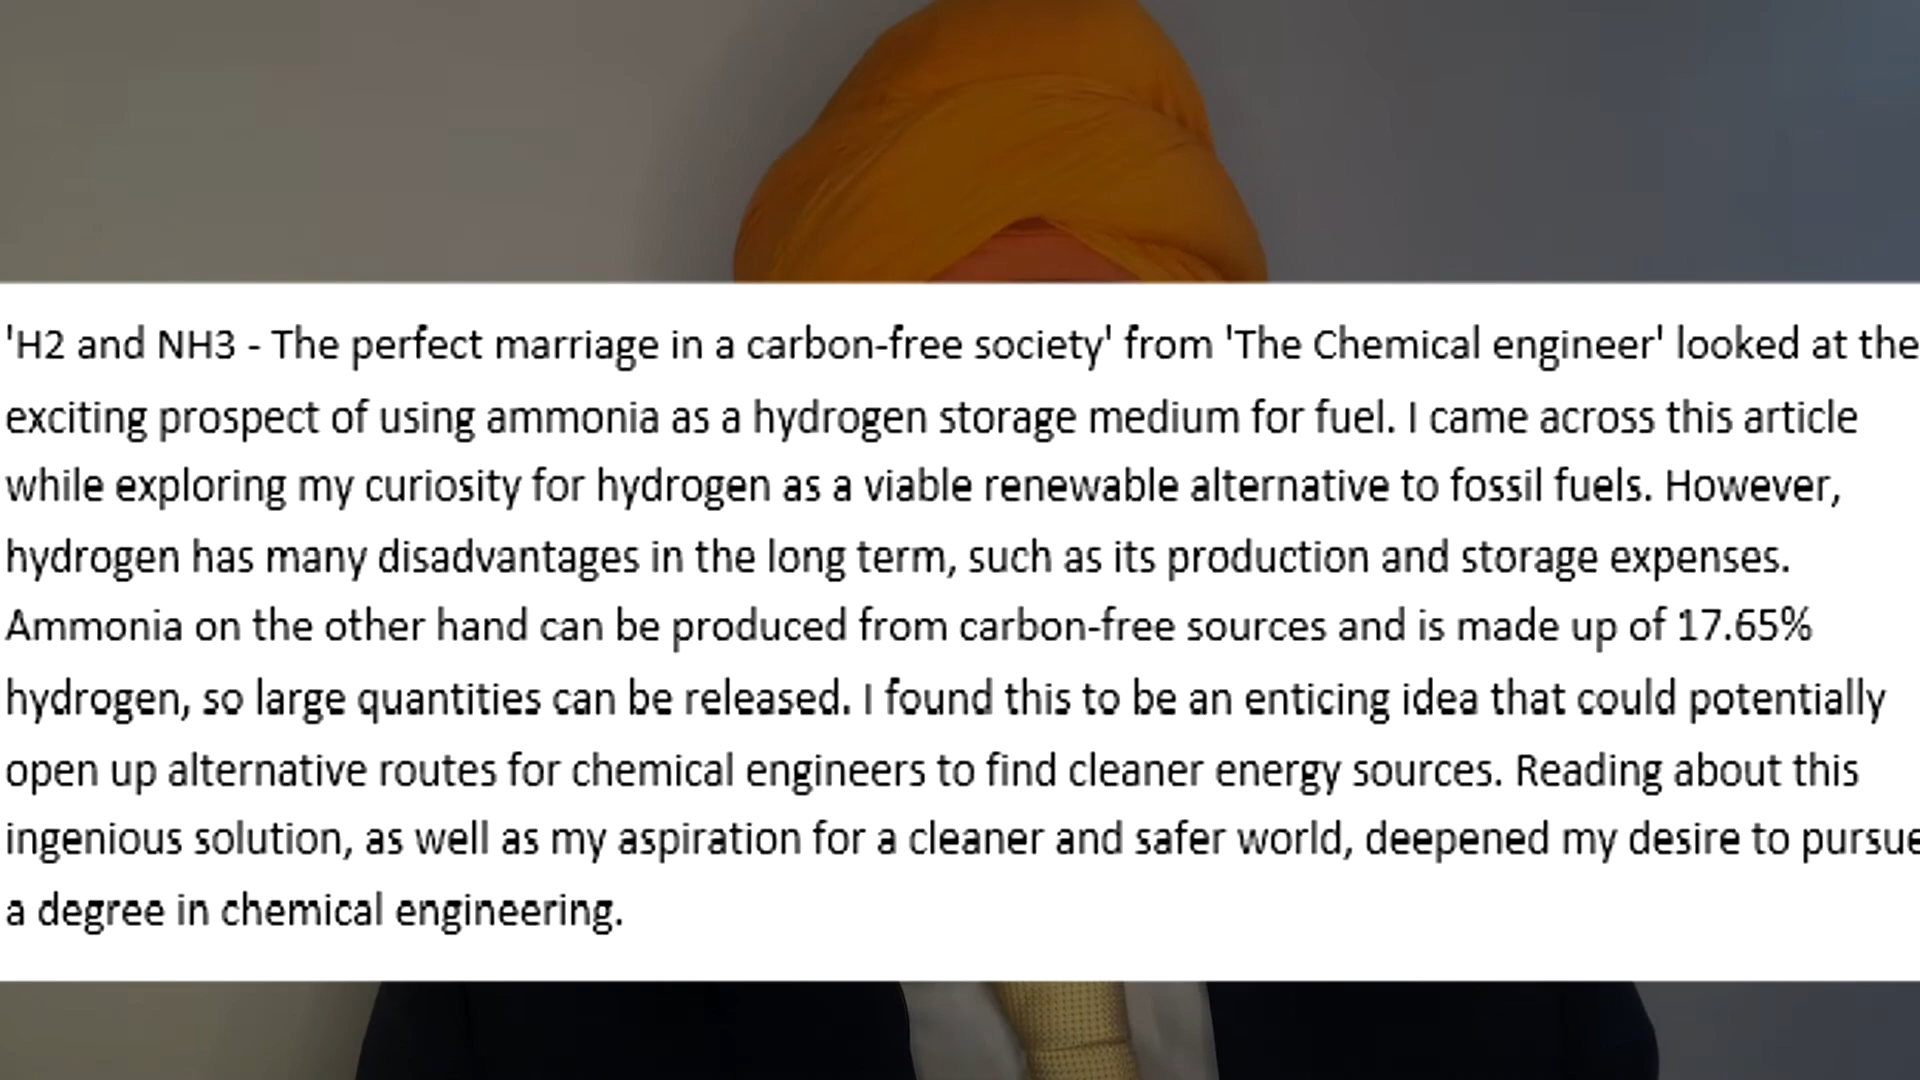 'H2 and NH3 - The perfect marriage in a carbon-free society' from 'The Chemical engineer' looked at the
exciting prospect of using ammonia as a hydrogen storage medium for fuel. I came across this article
while exploring my curiosity for hydrogen as a viable renewable alternative to fossil fuels. However,
hydrogen has many disadvantages in the long term, such as its production and storage expenses.
Ammonia on the other hand can be produced from carbon-free sources and is made up of 17.65%
hydrogen, so large quantities can be released. I found this to be an enticing idea that could potentially
open up alternative routes for chemical engineers to find cleaner energy sources. Reading about this
ingenious solution, as well as my aspiration for a cleaner and safer world, deepened my desire to pursue
a degree in chemical engineering.